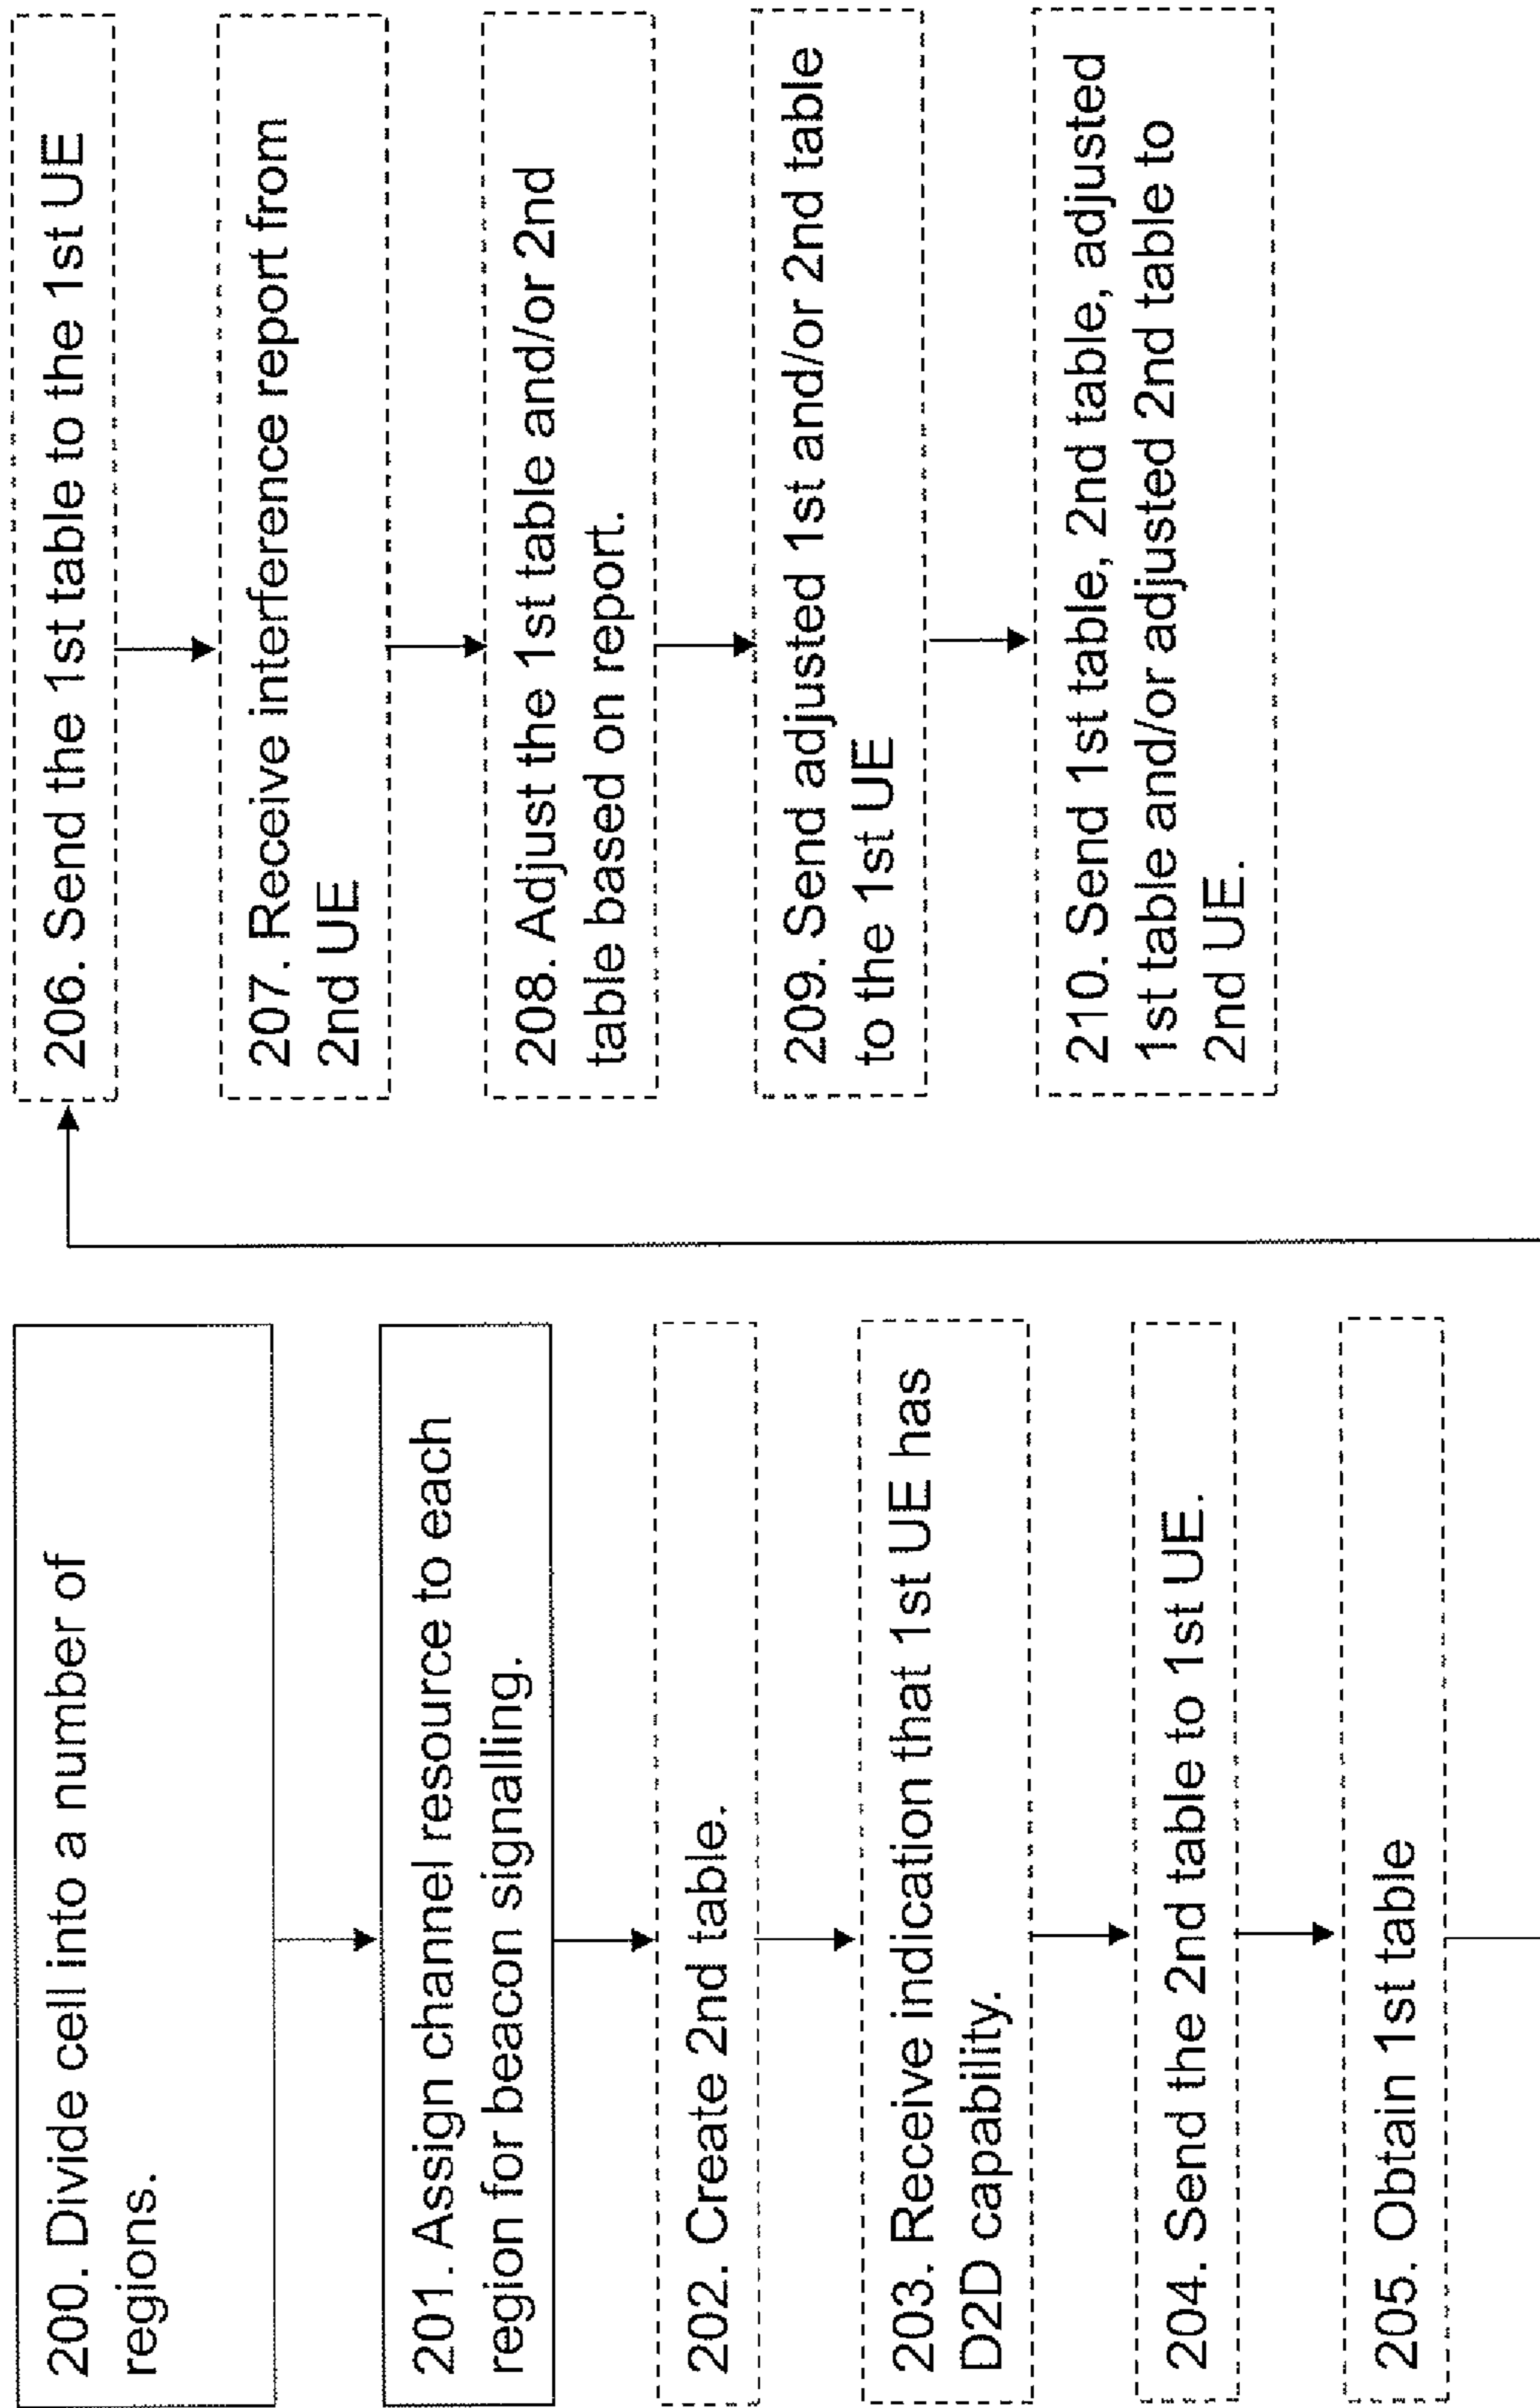 200. Divide cell into a number of
regions.
201. Assign channel resource to each
region for beacon signalling.
202. Create 2nd table.
203. Receive indication that 1st UE has
D2D capability.
204. Send the 2nd table to 1st UE.
205. Obtain 1st table
206. Send the 1st table to the 1st UE
207. Receive interference report from
2nd UE
208. Adjust the 1st table and/or 2nd
table based on report.
209. Send adjusted 1st and/or 2nd table
to the 1st UE
210. Send 1st table, 2nd table, adjusted
1st table and/or adjusted 2nd table to
2nd UE.